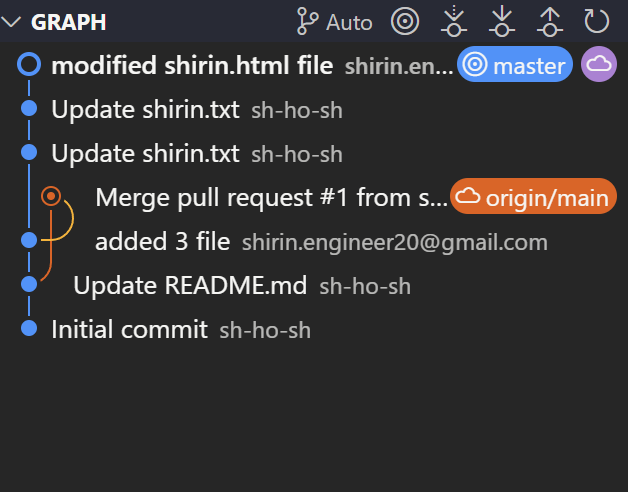 GRAPH Auto
modified shirin.html file shirin.en... master
Update shirin.txt sh-ho-sh
Update shirin.txt sh-ho-sh
Merge pull request #1 from s... origin/main
added 3 file shirin.engineer20@gmail.com
Update README.md sh-ho-sh
Initial commit sh-ho-sh